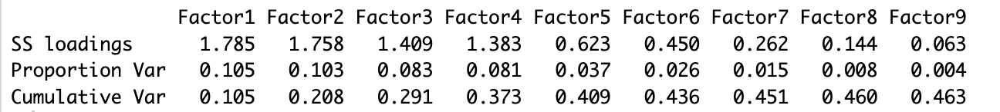 Factor1 Factor2 Factor3 Factor4 Factor5 Factor6 Factor7 Factor8 Factor9
SS loadings 1.785 1.758 1.409 1.383 0.623 0.450 0.262 0.144 0.063
Proportion Var 0.105 0.103 0.083 0.081 0.037 0.026 0.015 0.008 0.004
Cumulative Var 0.105 0.208 0.291 0.373 0.409 0.436 0.451 0.460 0.463